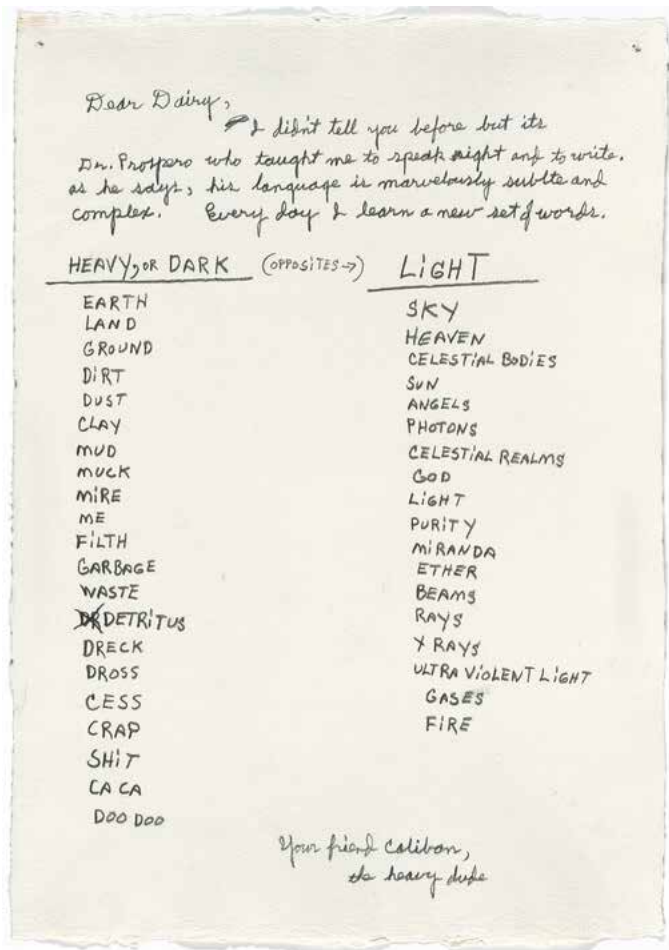 Dear Dairy,
I didn't tell you before but its
Dr. Prospero who taught me to speak right and to write.
as he says, his language is marvelously sublte and
complex. Every day I learn a new set of words.
HEAVY, OR DARK (OPPOSITES→) LIGHT
EARTH
LAND
GROUND
DIRT
DUST
CLAY
MUD
MUCK
MIRE
ME
FILTH
GARBAGE
WASTE
DETRITUS
DRECK
DROSS
CESS
CRAP
SHIT
CA CA
DOO DOO
SKY
HEAVEN
CELESTIAL BODIES
SUN
ANGELS
PHOTONS
CELESTIAL REALMS
GOD
LIGHT
PURITY
MIRANDA
ETHER
BEAMS
RAYS
X RAYS
ULTRA VIOLENT LIGHT
GASES
FIRE
Your friend Caliban,
the heavy dude